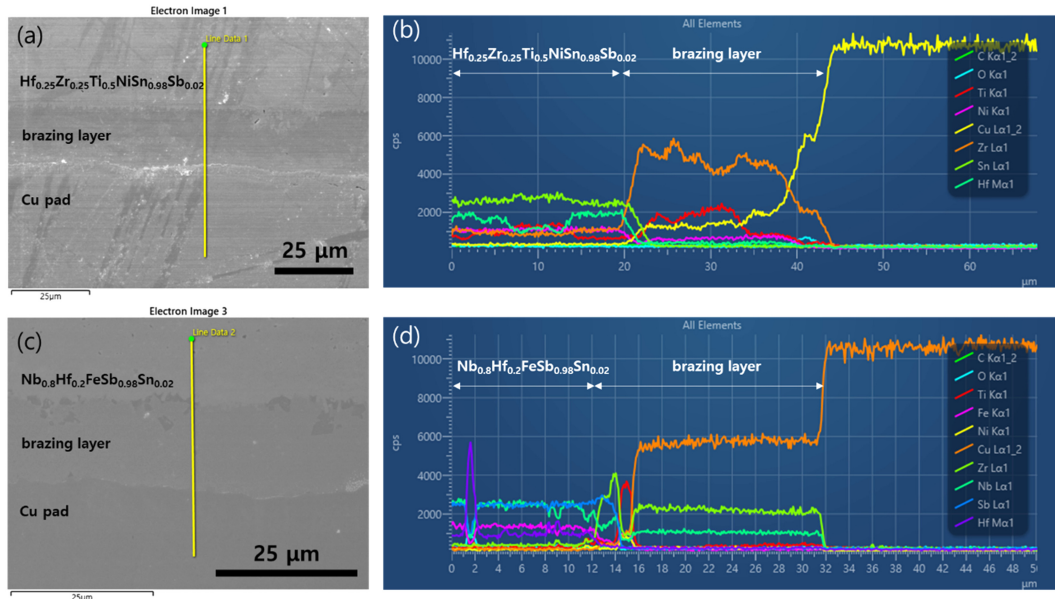 Electron Image 1
(a)
Line Data 1
Hf0.25Zr0.25Ti0.5NiSn0.98Sb0.02
brazing layer
Cu pad
25 μm
25μm
All Elements
(b)
Hf0.25Zr0.25Ti0.5NiSn0.98Sb0.02
brazing layer
C Kα1_2
O Kα1
Ti Kα1
Ni Kα1
Cu Lα1_2
Zr Lα1
Sn Lα1
Hf Mα1
10000
8000
6000
4000
2000
cps
0 10 20 30 40 50 60
μm
Electron Image 3
(c)
Line Data 2
Nb0.8Hf0.2FeSb0.98Sn0.02
brazing layer
Cu pad
25 μm
25μm
All Elements
(d)
Nb0.8Hf0.2FeSb0.98Sn0.02
brazing layer
C Kα1_2
O Kα1
Ti Kα1
Fe Kα1
Ni Kα1
Cu Lα1_2
Zr Lα1
Nb Lα1
Sb Lα1
Hf Mα1
10000
8000
6000
4000
2000
cps
0 2 4 6 8 10 12 14 16 18 20 22 24 26 28 30 32 34 36 38 40 42 44 46 48 50
μm